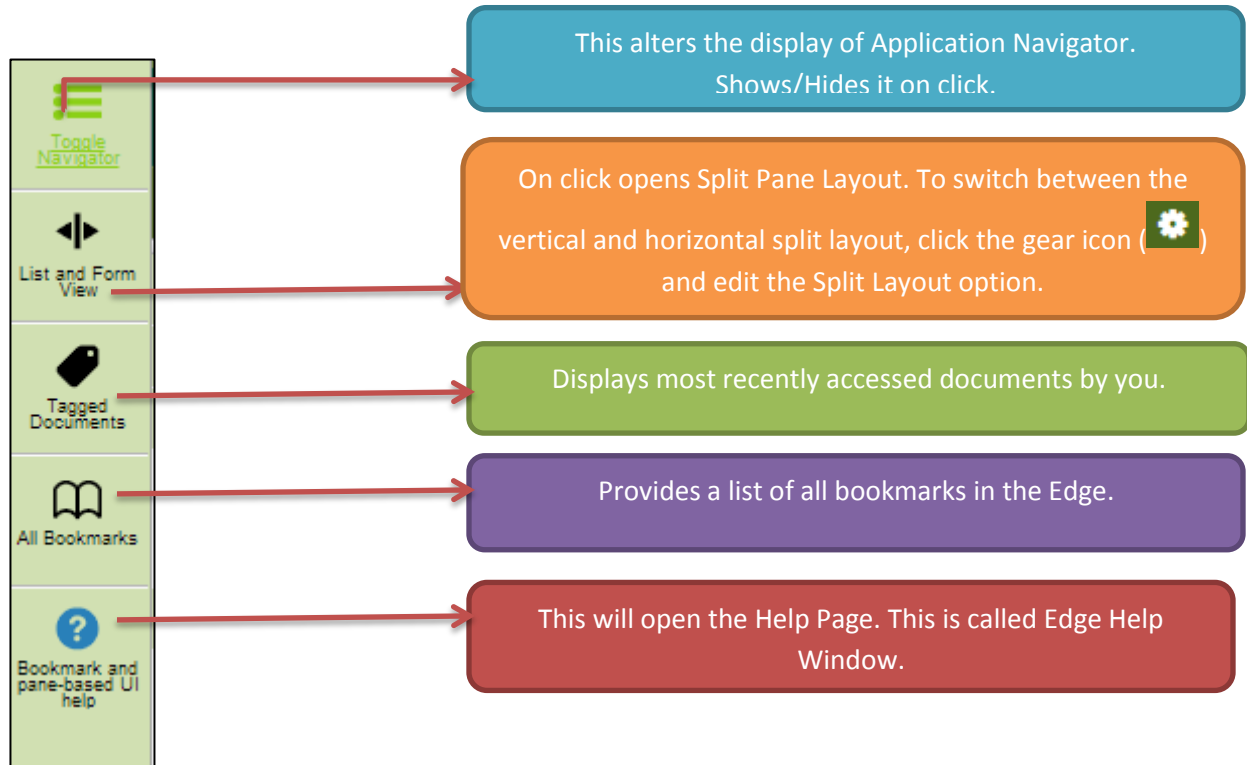 This alters the display of Application Navigator.
Shows/Hides it on click.
Toggle
Navigator
On click opens Split Pane Layout. To switch between the
vertical and horizontal split layout, click the gear icon ( )
and edit the Split Layout option.
List and Form
View
Displays most recently accessed documents by you.
Tagged
Documents
Provides a list of all bookmarks in the Edge.
All Bookmarks
This will open the Help Page. This is called Edge Help
Window.
?
Bookmark and
pane-based UI
help